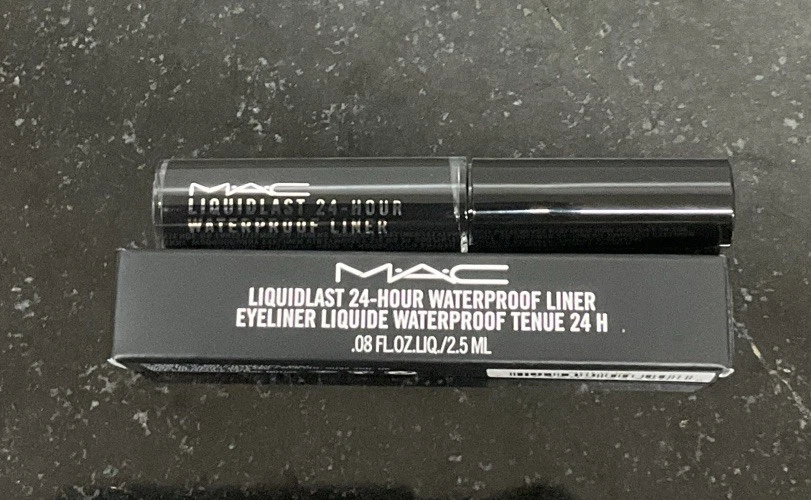 M·A·C
LIQUIDLAST 24-HOUR
WATERPROOF LINER
M·A·C
LIQUIDLAST 24-HOUR WATERPROOF LINER
EYELINER LIQUIDE WATERPROOF TENUE 24 H
.08 FL.OZ.LIQ./2.5 ML